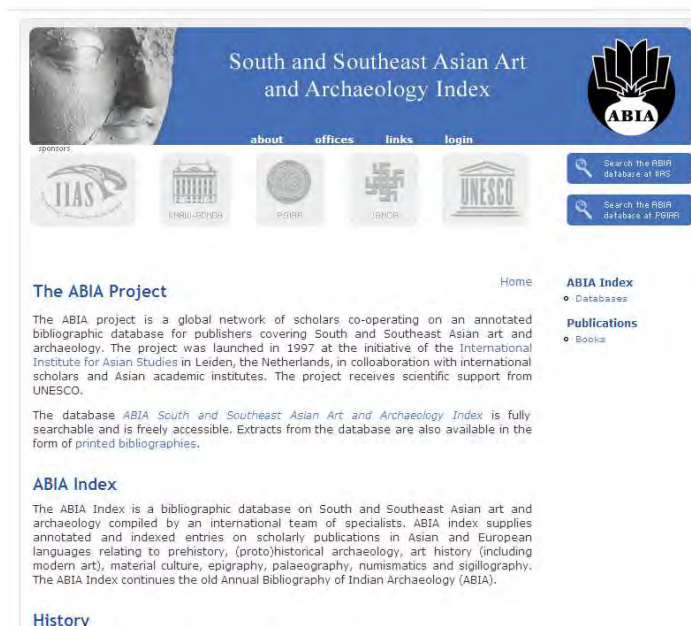 South and Southeast Asian Art
and Archaeology Index
ABIA
about offices links login
sponsors
IIAS
KNAW-GONDA
PGIAR
IGNCA
UNESCO
Search the ABIA
database at IIAS
Search the ABIA
database at PGIAR
Home
The ABIA Project
The ABIA project is a global network of scholars co-operating on an annotated
bibliographic database for publishers covering South and Southeast Asian art and
archaeology. The project was launched in 1997 at the initiative of the International
Institute for Asian Studies in Leiden, the Netherlands, in colloaboration with international
scholars and Asian academic institutes. The project receives scientific support from
UNESCO.
The database ABIA South and Southeast Asian Art and Archaeology Index is fully
searchable and is freely accessible. Extracts from the database are also available in the
form of printed bibliographies.
ABIA Index
The ABIA Index is a bibliographic database on South and Southeast Asian art and
archaeology compiled by an international team of specialists. ABIA index supplies
annotated and indexed entries on scholarly publications in Asian and European
languages relating to prehistory, (proto)historical archaeology, art history (including
modern art), material culture, epigraphy, palaeography, numismatics and sigillography.
The ABIA Index continues the old Annual Bibliography of Indian Archaeology (ABIA).
History
ABIA Index
Databases
Publications
Books